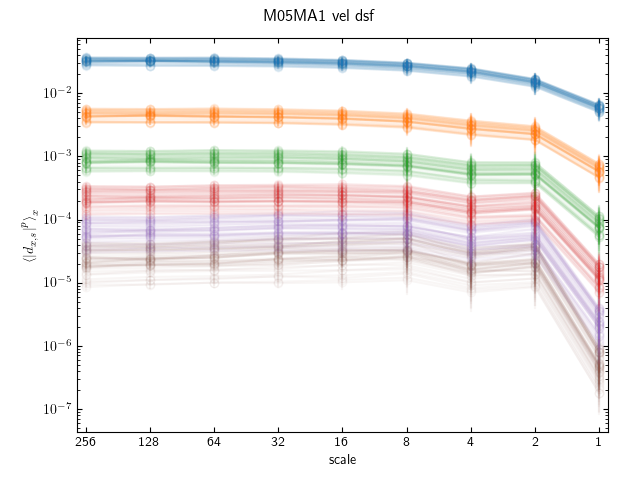 M05MA1 vel dsf
⟨|d_{x,s}|^p⟩_x
10^{-2}
10^{-3}
10^{-4}
10^{-5}
10^{-6}
10^{-7}
256 128 64 32 16 8 4 2 1
scale